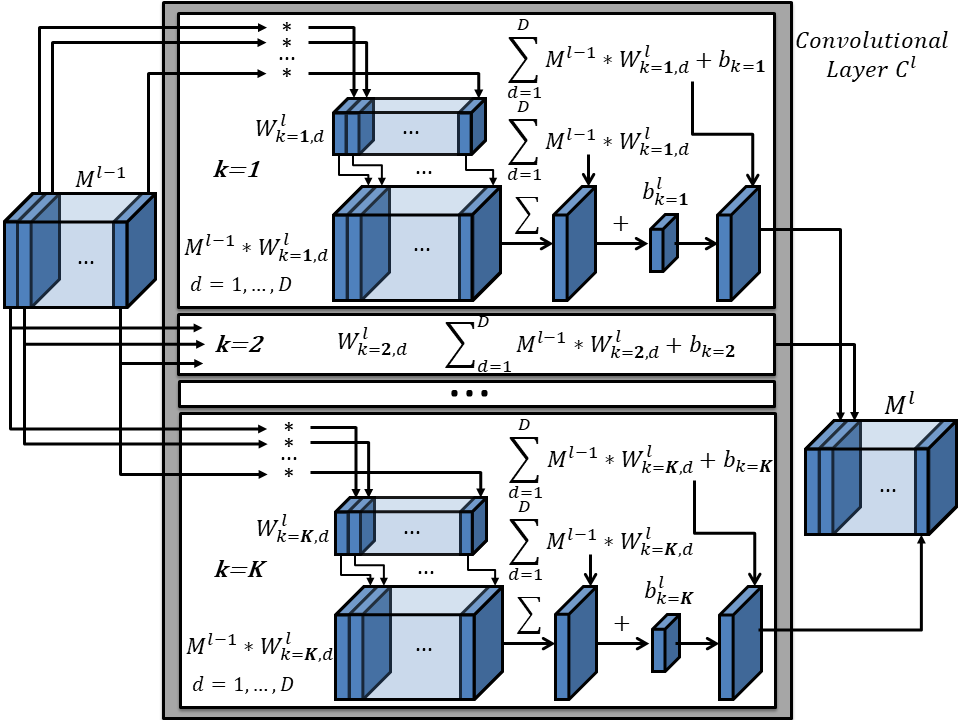 Convolutional
Layer C^l
M^{l-1}
*
*
...
*
W^l_{k=1,d}
...
k=1
...
...
...
M^{l-1} * W^l_{k=1,d}
d = 1, ..., D
∑_{d=1}^{D} M^{l-1} * W^l_{k=1,d} + b_{k=1}
∑_{d=1}^{D} M^{l-1} * W^l_{k=1,d}
∑
+
b^l_{k=1}
k=2
W^l_{k=2,d}
∑_{d=1}^{D} M^{l-1} * W^l_{k=2,d} + b_{k=2}
...
*
*
...
*
W^l_{k=K,d}
...
k=K
...
...
M^{l-1} * W^l_{k=K,d}
d = 1, ..., D
∑_{d=1}^{D} M^{l-1} * W^l_{k=K,d} + b_{k=K}
∑_{d=1}^{D} M^{l-1} * W^l_{k=K,d}
∑
+
b^l_{k=K}
M^l
...